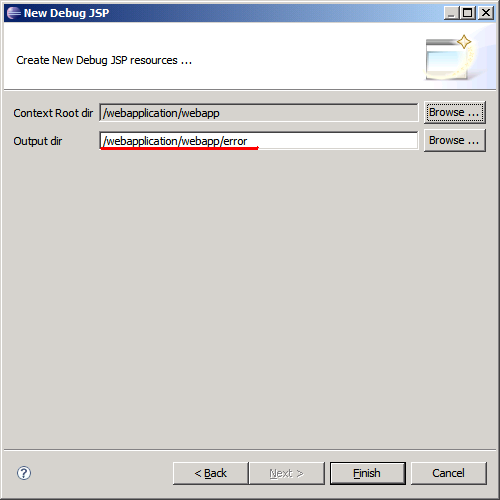 New Debug JSP
Create New Debug JSP resources ...
Context Root dir /webapplication/webapp Browse ...
Output dir /webapplication/webapp/error Browse ...
? < Back Next > Finish Cancel